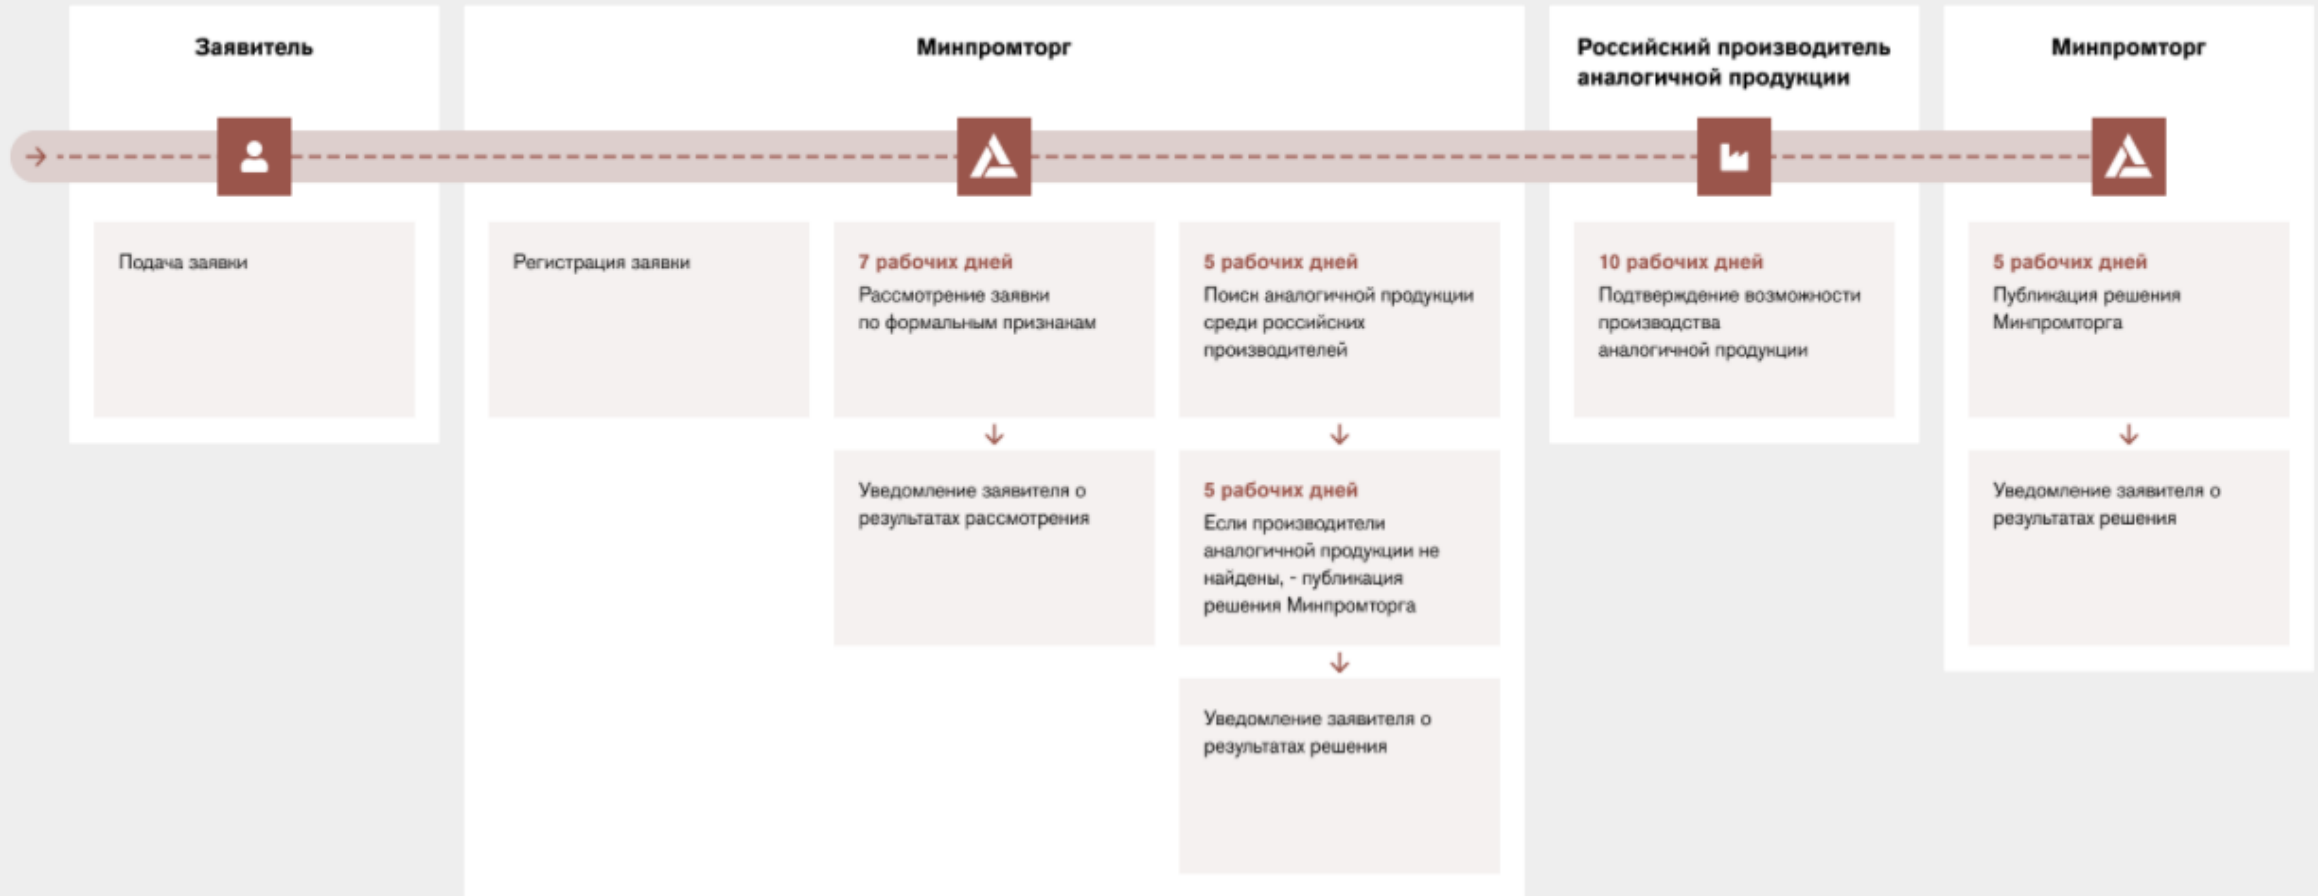 Заявитель
Подача заявки
Минпромторг
Регистрация заявки
7 рабочих дней
Рассмотрение заявки
по формальным признанам
Уведомление заявителя о
результатах рассмотрения
5 рабочих дней
Поиск аналогичной продукции
среди российских
производителей
5 рабочих дней
Если производители
аналогичной продукции не
найдены, - публикация
решения Минпромторга
Уведомление заявителя о
результатах решения
Российский производитель
аналогичной продукции
10 рабочих дней
Подтверждение возможности
производства
аналогичной продукции
Минпромторг
5 рабочих дней
Публикация решения
Минпромторга
Уведомление заявителя о
результатах решения